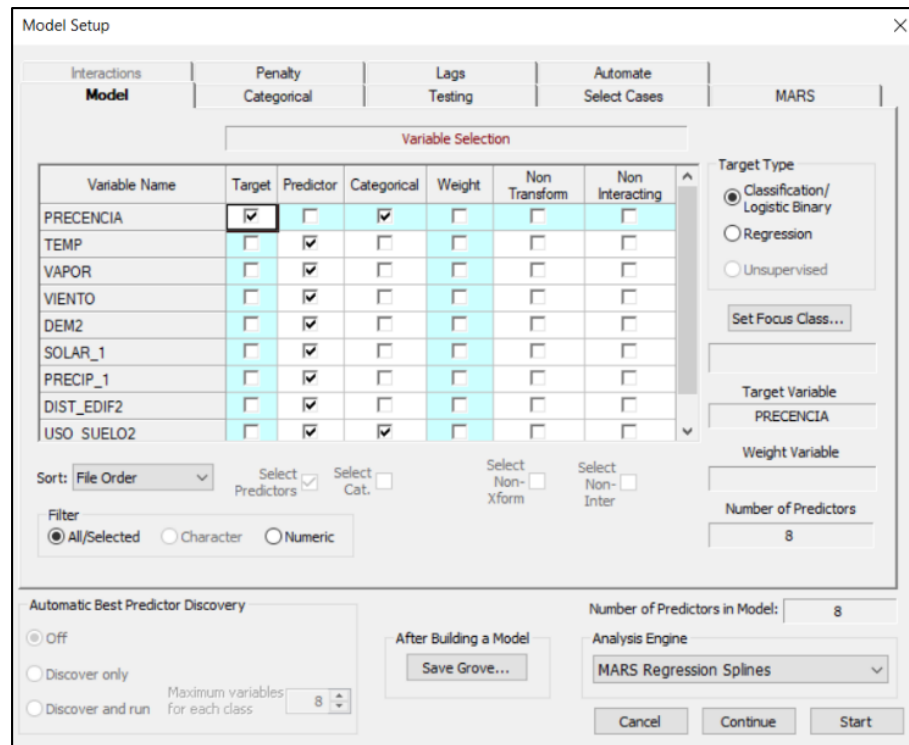 Model Setup
Interactions Penalty Lags Automate
Model Categorical Testing Select Cases MARS
Variable Selection
Variable Name Target Predictor Categorical Weight Non Transform Non Interacting
PRECENCIA
TEMP
VAPOR
VIENTO
DEM2
SOLAR_1
PRECIP_1
DIST_EDIF2
USO SUELO2
Target Type
Classification/
Logistic Binary
Regression
Unsupervised
Set Focus Class...
Target Variable
PRECENCIA
Weight Variable
Number of Predictors
8
Sort: File Order
Select
Predictors
Select
Cat.
Select
Non-
Xform
Select
Non-
Inter
Filter
All/Selected Character Numeric
Automatic Best Predictor Discovery
Off
Discover only
Discover and run
Maximum variables
for each class
8
After Building a Model
Save Grove...
Number of Predictors in Model: 8
Analysis Engine
MARS Regression Splines
Cancel Continue Start